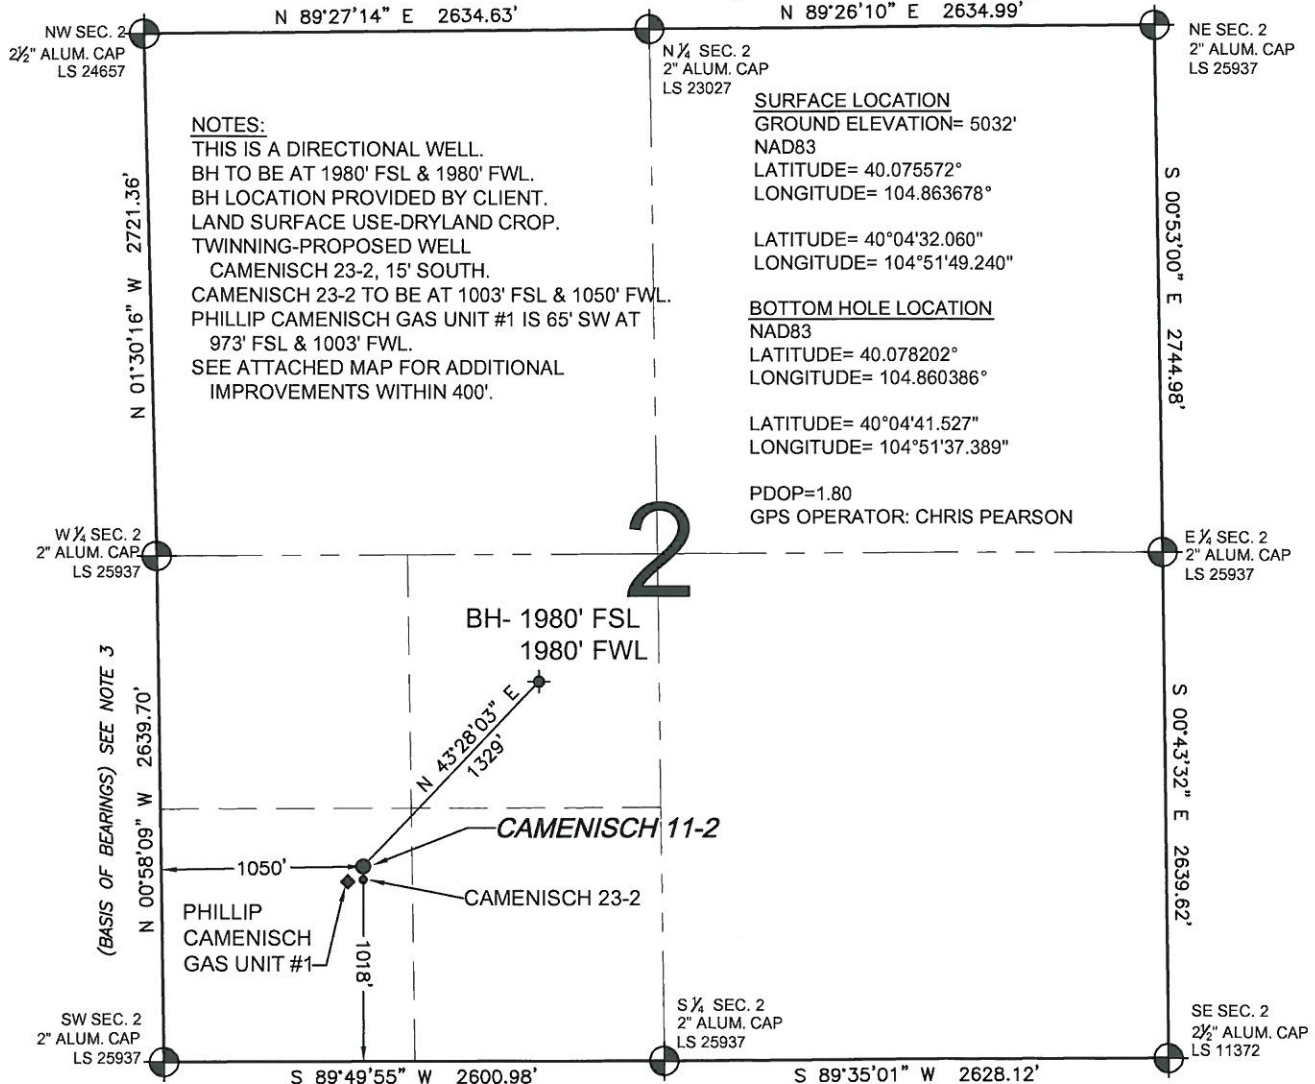 N 89°27'14" E 2634.63'
N 89°26'10" E 2634.99'
NW SEC. 2
2½" ALUM. CAP
LS 24657
N ¼ SEC. 2
2" ALUM. CAP
LS 23027
NE SEC. 2
2" ALUM. CAP
LS 25937
NOTES:
THIS IS A DIRECTIONAL WELL.
BH TO BE AT 1980' FSL & 1980' FWL.
BH LOCATION PROVIDED BY CLIENT.
LAND SURFACE USE-DRYLAND CROP.
TWINNING-PROPOSED WELL
CAMENISCH 23-2, 15' SOUTH.
CAMENISCH 23-2 TO BE AT 1003' FSL & 1050' FWL.
PHILLIP CAMENISCH GAS UNIT #1 IS 65' SW AT
973' FSL & 1003' FWL.
SEE ATTACHED MAP FOR ADDITIONAL
IMPROVEMENTS WITHIN 400'.
SURFACE LOCATION
GROUND ELEVATION= 5032'
NAD83
LATITUDE= 40.075572°
LONGITUDE= 104.863678°
LATITUDE= 40°04'32.060"
LONGITUDE= 104°51'49.240"
BOTTOM HOLE LOCATION
NAD83
LATITUDE= 40.078202°
LONGITUDE= 104.860386°
LATITUDE= 40°04'41.527"
LONGITUDE= 104°51'37.389"
PDOP=1.80
GPS OPERATOR: CHRIS PEARSON
N 01°30'16" W 2721.36'
S 00°53'00" E 2744.98'
W ¼ SEC. 2
2" ALUM. CAP
LS 25937
2
E ¼ SEC. 2
2" ALUM. CAP
LS 25937
BH- 1980' FSL
1980' FWL
N 43°28'03" E
1329'
(BASIS OF BEARINGS) SEE NOTE 3
N 00°58'09" W 2639.70'
S 00°43'32" E 2639.62'
CAMENISCH 11-2
1050'
CAMENISCH 23-2
PHILLIP
CAMENISCH
GAS UNIT #1
1018'
SW SEC. 2
2" ALUM. CAP
LS 25937
S ¼ SEC. 2
2" ALUM. CAP
LS 25937
SE SEC. 2
2½" ALUM. CAP
LS 11372
S 89°49'55" W 2600.98'
S 89°35'01" W 2628.12'